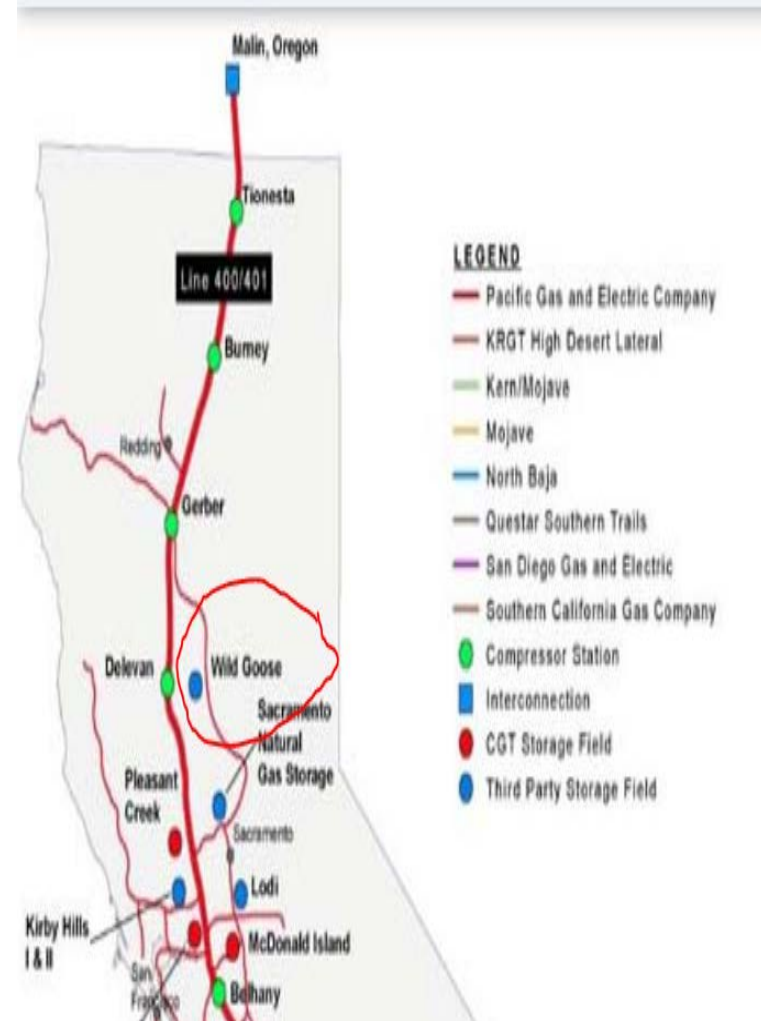 Malin, Oregon
Tionesta
Line 400/401
Burney
Redding
Gerber
Delevan
Wild Goose
Sacramento
Natural
Gas Storage
Pleasant
Creek
Sacramento
Lodi
Kirby Hills
I & II
McDonald Island
San
Francisco
Bethany
LEGEND
Pacific Gas and Electric Company
KRGT High Desert Lateral
Kern/Mojave
Mojave
North Baja
Questar Southern Trails
San Diego Gas and Electric
Southern California Gas Company
Compressor Station
Interconnection
CGT Storage Field
Third Party Storage Field